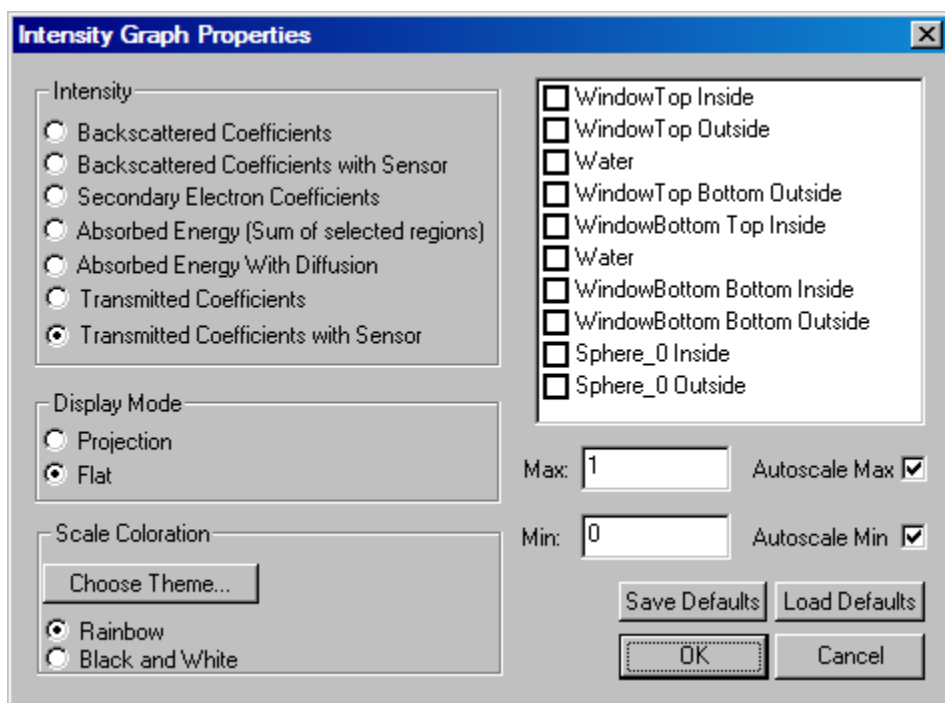 Intensity Graph Properties
Intensity
Backscattered Coefficients
Backscattered Coefficients with Sensor
Secondary Electron Coefficients
Absorbed Energy (Sum of selected regions)
Absorbed Energy With Diffusion
Transmitted Coefficients
Transmitted Coefficients with Sensor
Display Mode
Projection
Flat
Scale Coloration
Choose Theme...
Rainbow
Black and White
WindowTop Inside
WindowTop Outside
Water
WindowTop Bottom Outside
WindowBottom Top Inside
Water
WindowBottom Bottom Inside
WindowBottom Bottom Outside
Sphere_0 Inside
Sphere_0 Outside
Max: 1 Autoscale Max
Min: 0 Autoscale Min
Save Defaults Load Defaults
OK Cancel